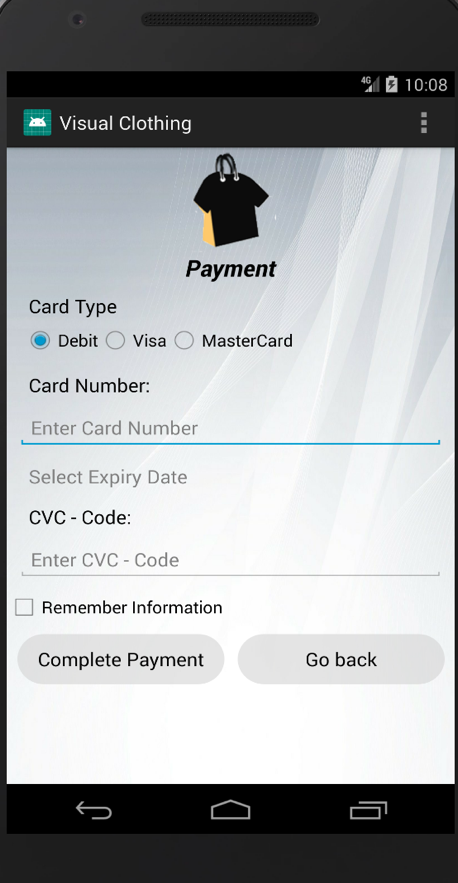 4G 10:08
Visual Clothing
Payment
Card Type
Debit Visa MasterCard
Card Number:
Enter Card Number
Select Expiry Date
CVC - Code:
Enter CVC - Code
Remember Information
Complete Payment Go back